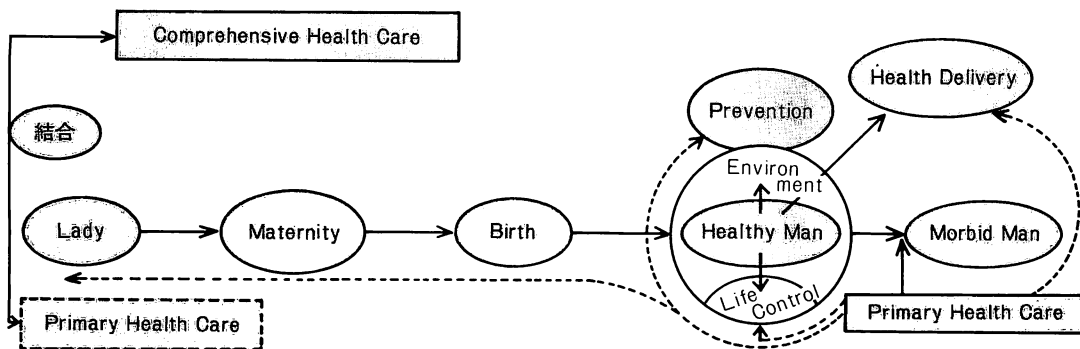 Comprehensive Health Care
Health Delivery
Prevention
結合
Environ
ment
Lady
Maternity
Birth
Healthy Man
Morbid Man
Life Control
Primary Health Care
Primary Health Care